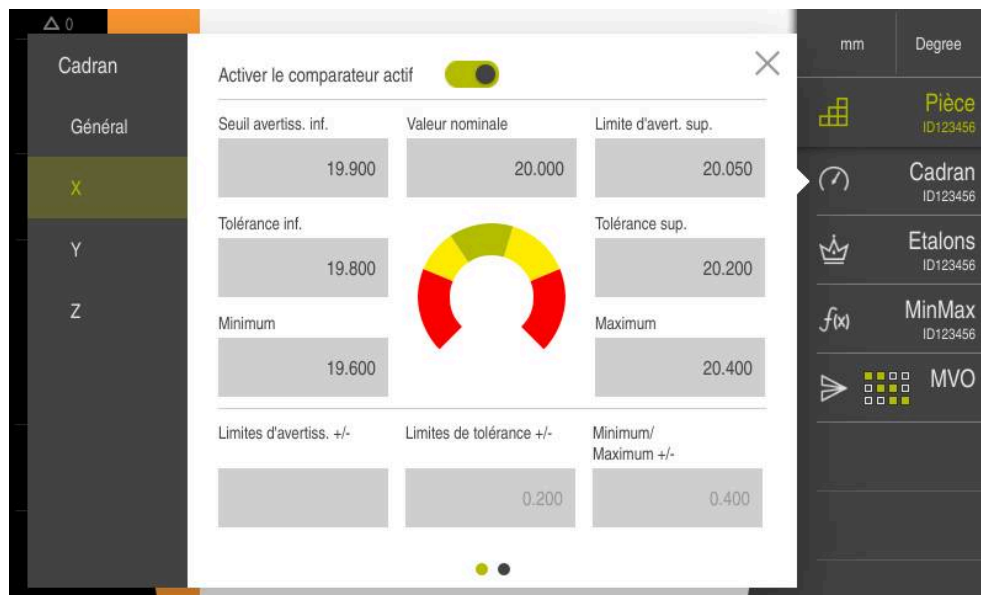 0
Cadran
Général
X
Y
Z
Activer le comparateur actif
Seuil avertiss. inf.
Valeur nominale
Limite d'avert. sup.
19.900
20.000
20.050
Tolérance inf.
Tolérance sup.
19.800
20.200
Minimum
Maximum
19.600
20.400
Limites d'avertiss. +/-
Limites de tolérance +/-
Minimum/
Maximum +/-
0.200
0.400
mm
Degree
Pièce
ID123456
Cadran
ID123456
Etalons
ID123456
f(x)
MinMax
ID123456
MVO